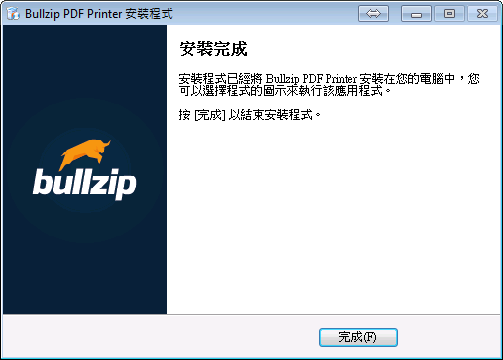 Bullzip PDF Printer 安裝程式
安裝完成
安裝程式已經將 Bullzip PDF Printer 安裝在您的電腦中，您
可以選擇程式的圖示來執行該應用程式。
按 [完成] 以結束安裝程式。
bullzip
完成(F)